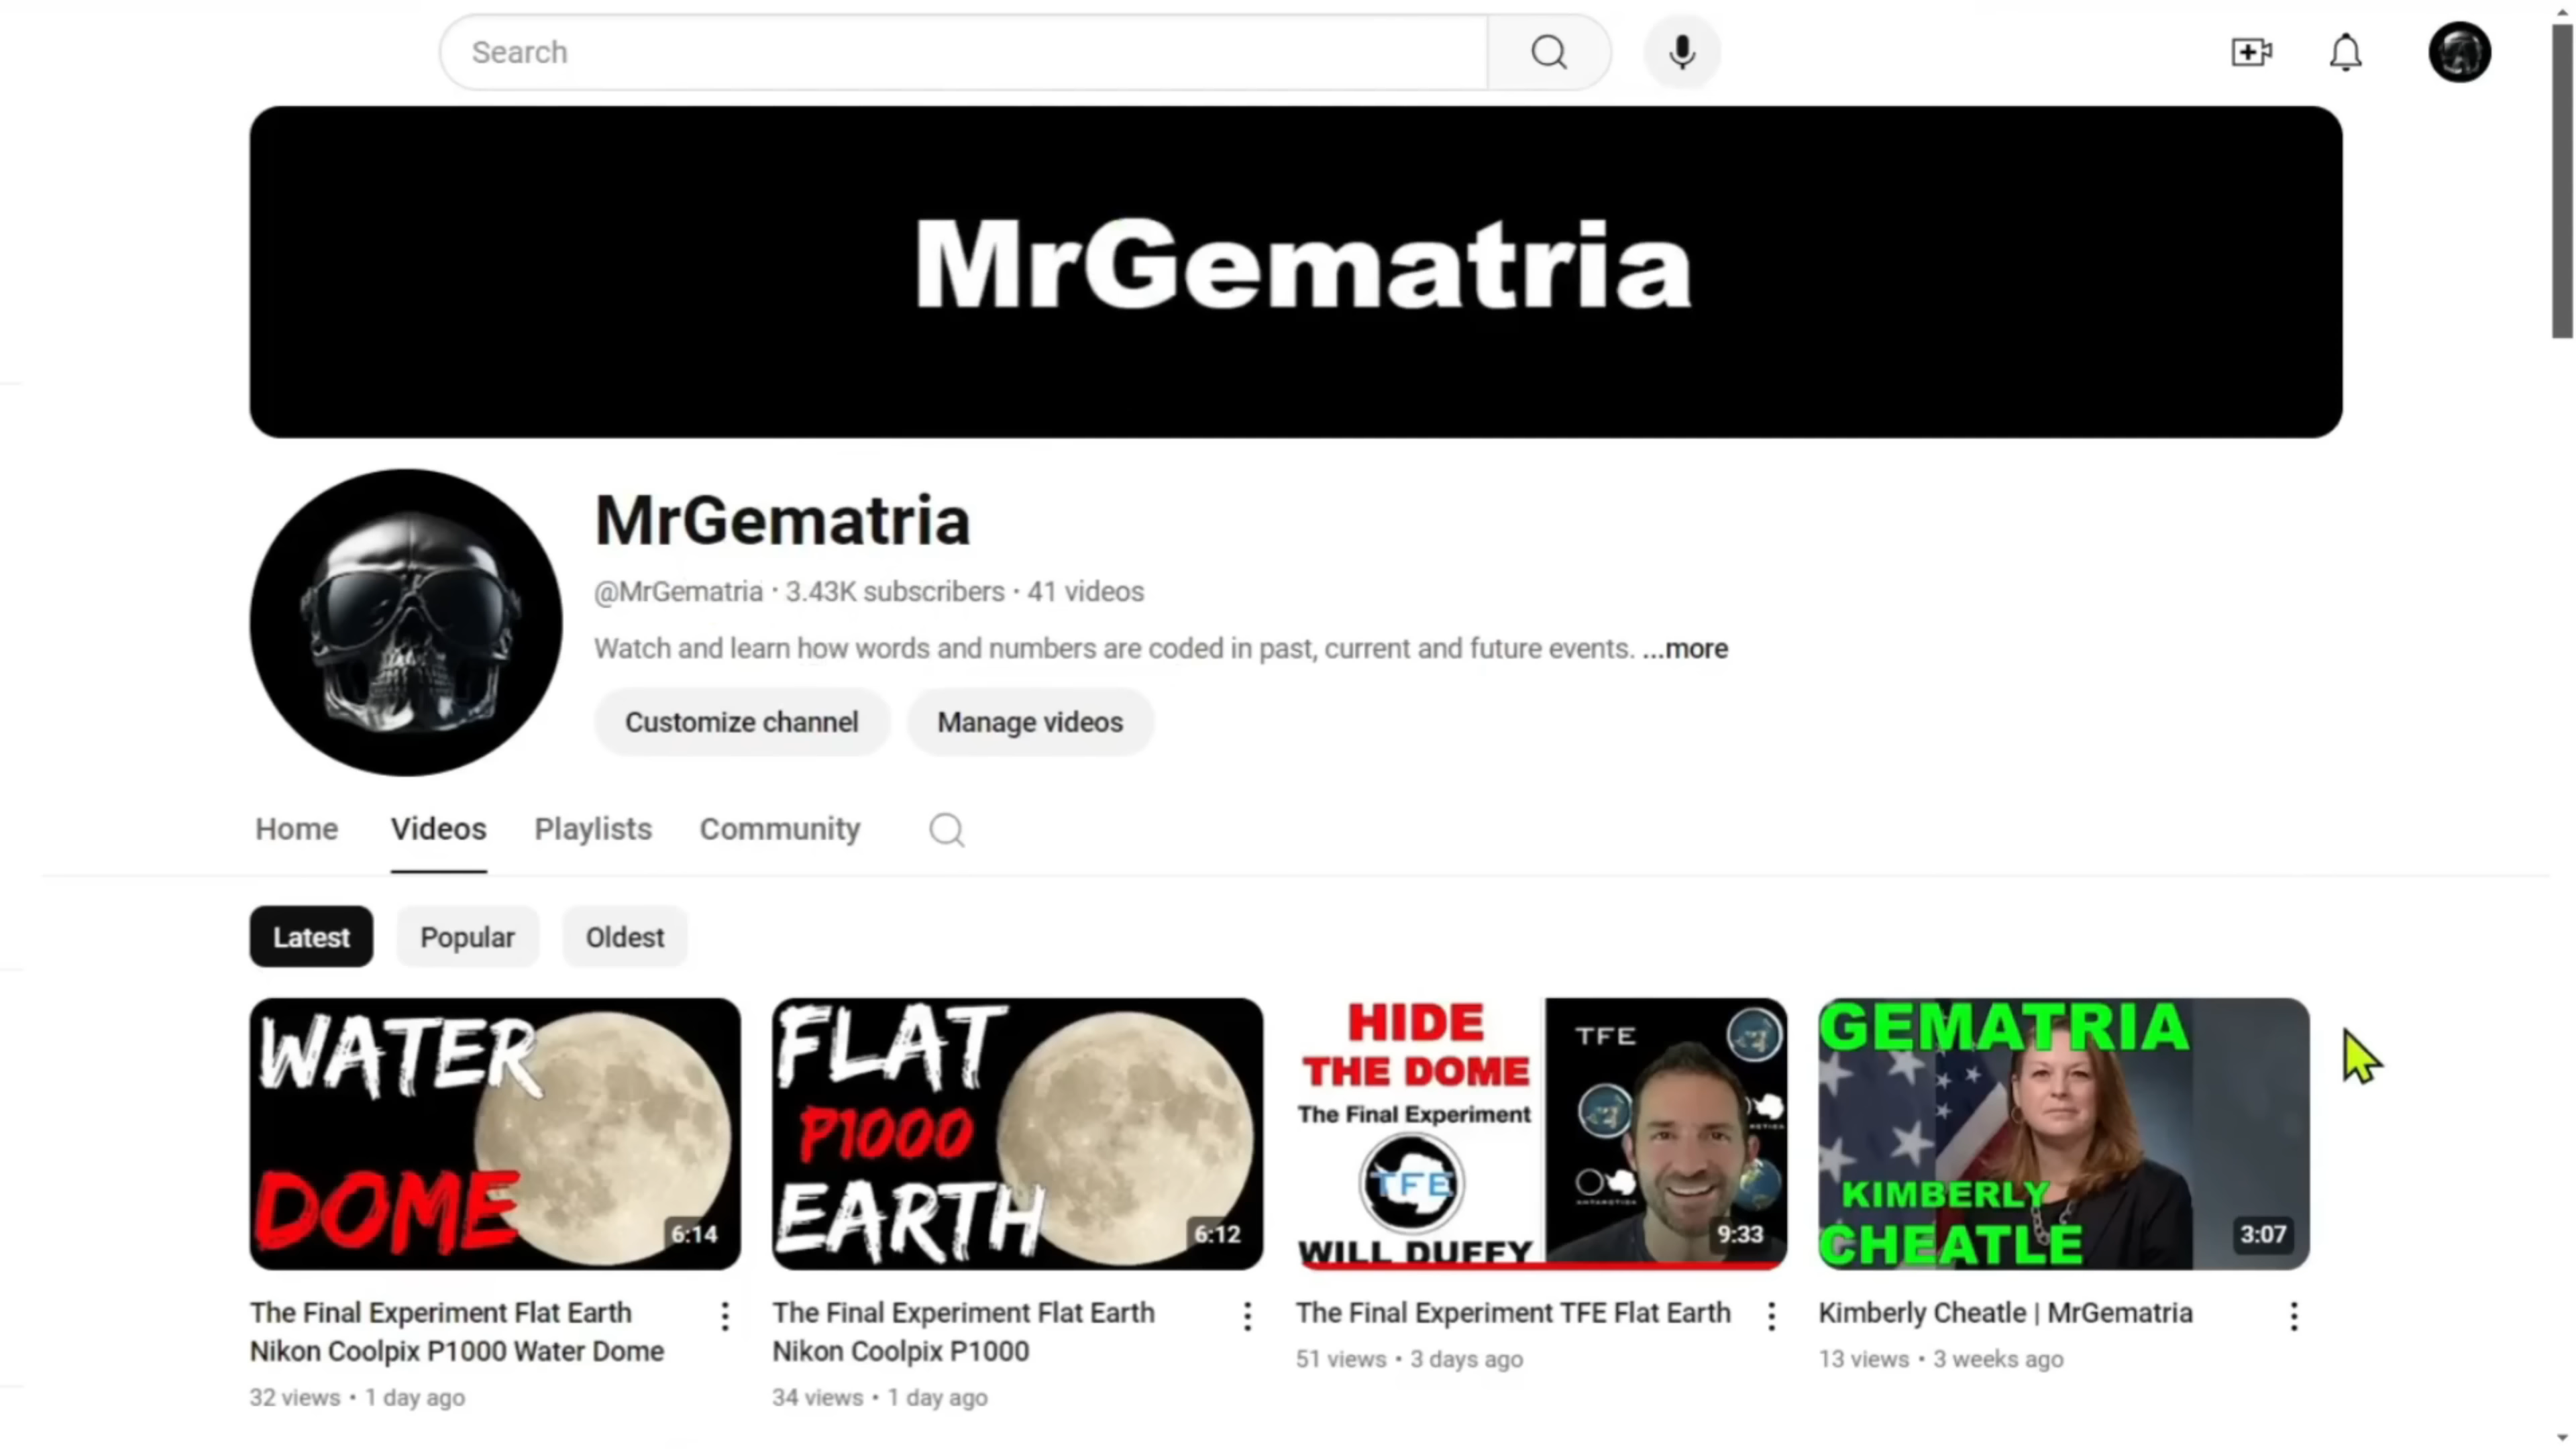 Search
MrGematria
MrGematria
@MrGematria · 3.43K subscribers · 41 videos
Watch and learn how words and numbers are coded in past, current and future events. ...more
Customize channel
Manage videos
Home
Videos
Playlists
Community
Latest
Popular
Oldest
WATER
DOME
6:14
The Final Experiment Flat Earth
Nikon Coolpix P1000 Water Dome
32 views • 1 day ago
FLAT
P1000
EARTH
6:12
The Final Experiment Flat Earth
Nikon Coolpix P1000
34 views • 1 day ago
HIDE
THE DOME
The Final Experiment
TFE
WILL DUFFY
TFE
ANTARCTICA
9:33
The Final Experiment TFE Flat Earth
51 views • 3 days ago
GEMATRIA
KIMBERLY
CHEATLE
3:07
Kimberly Cheatle | MrGematria
13 views • 3 weeks ago